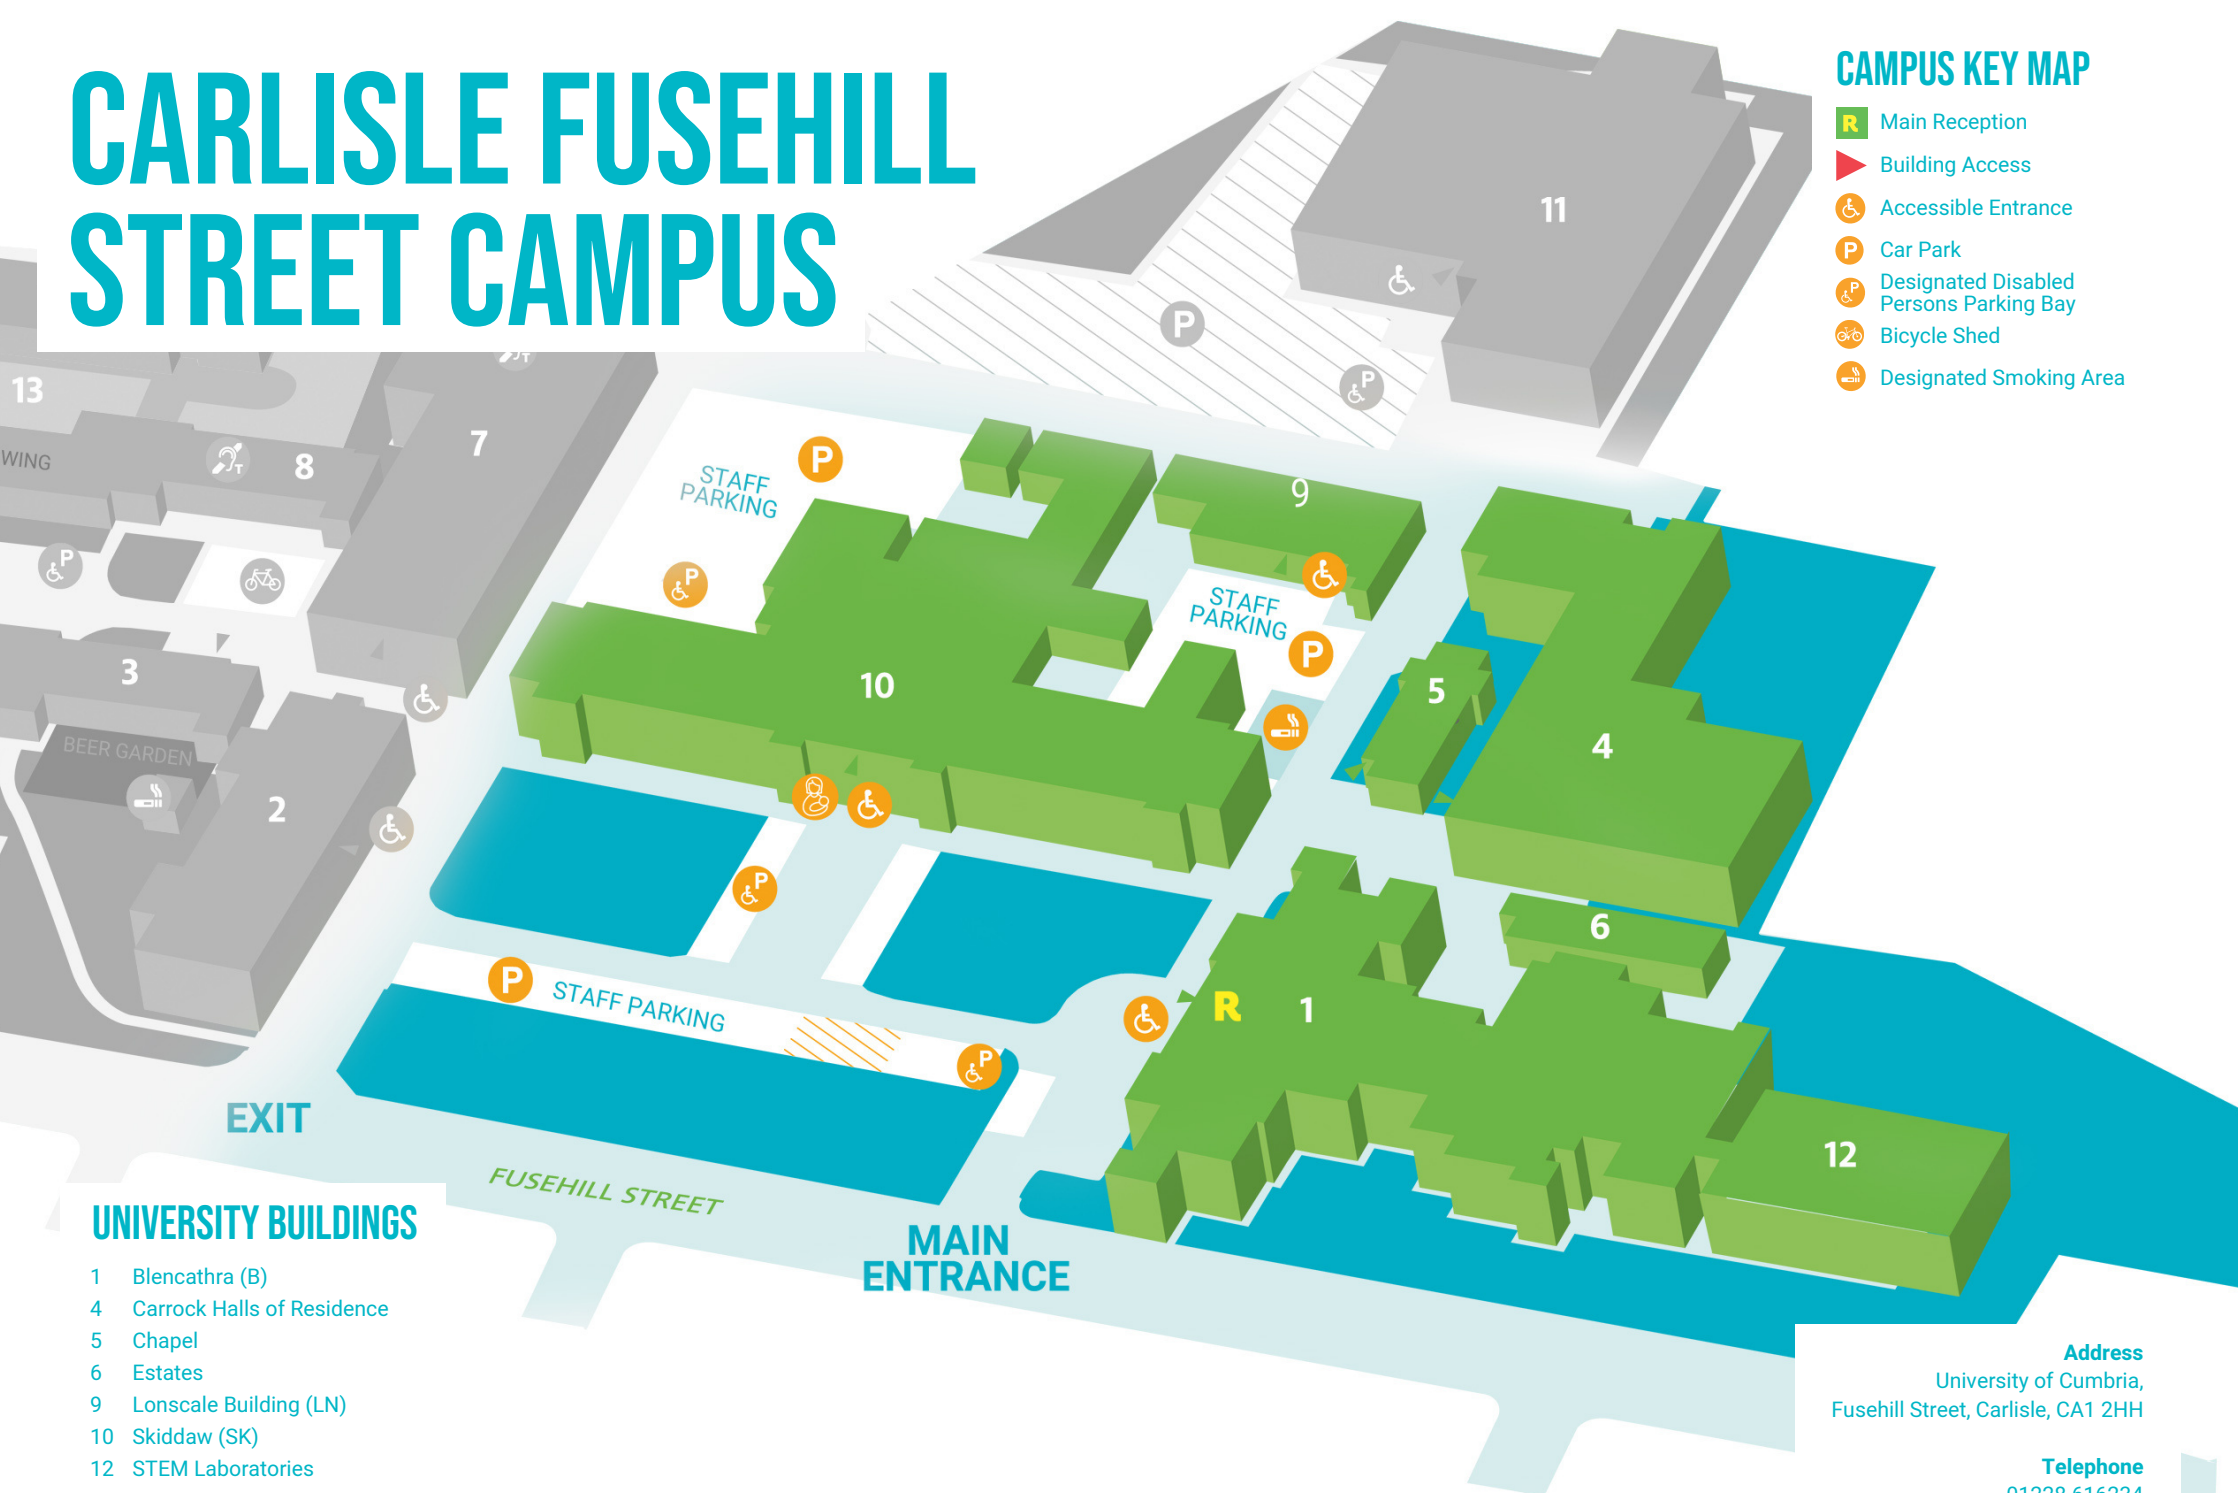 CARLISLE FUSEHILL
STREET CAMPUS
CAMPUS KEY MAP
R Main Reception
Building Access
Accessible Entrance
P Car Park
P Designated Disabled
Persons Parking Bay
Bicycle Shed
Designated Smoking Area
11
P
P
13
7
WING
T
8
STAFF
PARKING
P
9
P
P
STAFF
PARKING
P
3
10
5
4
BEER GARDEN
2
P
6
P
STAFF PARKING
R
1
P
EXIT
12
FUSEHILL STREET
MAIN
ENTRANCE
UNIVERSITY BUILDINGS
1 Blencathra (B)
4 Carrock Halls of Residence
5 Chapel
6 Estates
9 Lonscale Building (LN)
10 Skiddaw (SK)
12 STEM Laboratories
Address
University of Cumbria,
Fusehill Street, Carlisle, CA1 2HH
Telephone